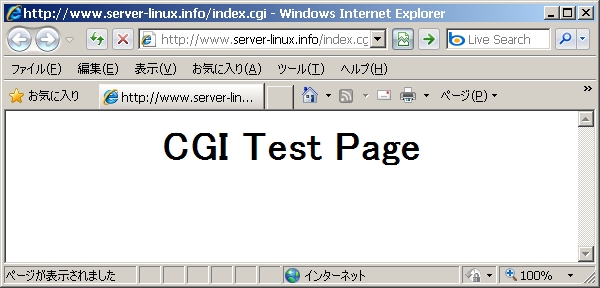 http://www.server-linux.info/index.cgi - Windows Internet Explorer
http://www.server-linux.info/index.cg Live Search
ファイル(F) 編集(E) 表示(V) お気に入り(A) ツール(T) ヘルプ(H)
お気に入り http://www.server-lin... ページ(P) »
CGI Test Page
ページが表示されました インターネット 100%